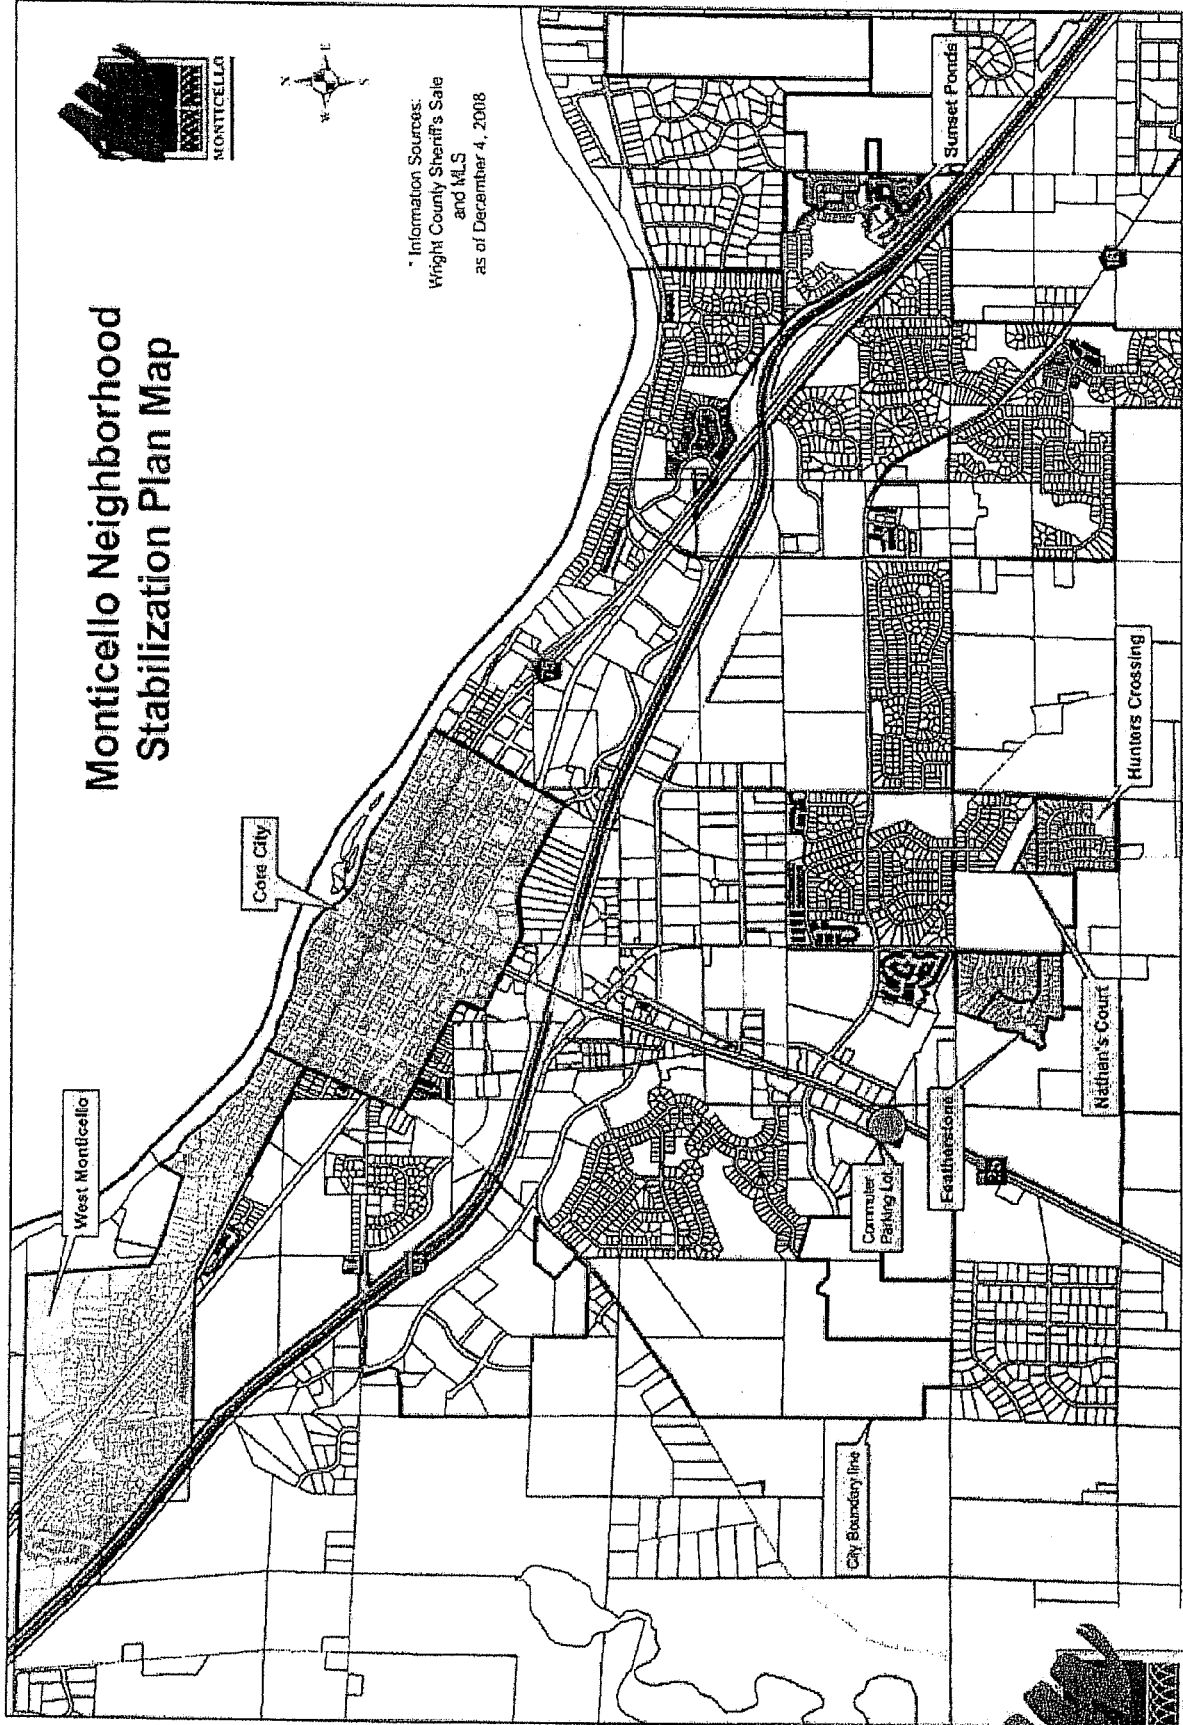 Monticello Neighborhood
Stabilization Plan Map
MONTICELLO
N
E
S
W
* Information Sources:
Wright County Sheriff's Sale
and MLS
as of December 4, 2008
West Monticello
Core City
Sunset Ponds
City Boundary line
Commuter
Parking Lot
Featherstone
Nathan's Court
Hunters Crossing
25